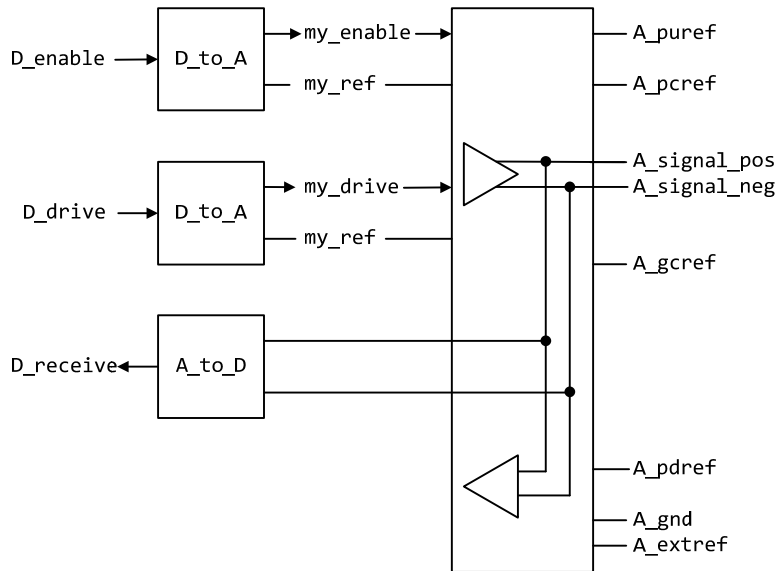 my_enable
A_puref
D_enable
D_to_A
my_ref
A_pcref
A_signal_pos
my_drive
A_signal_neg
D_drive
D_to_A
my_ref
A_gcref
D_receive
A_to_D
A_pdref
A_gnd
A_extref